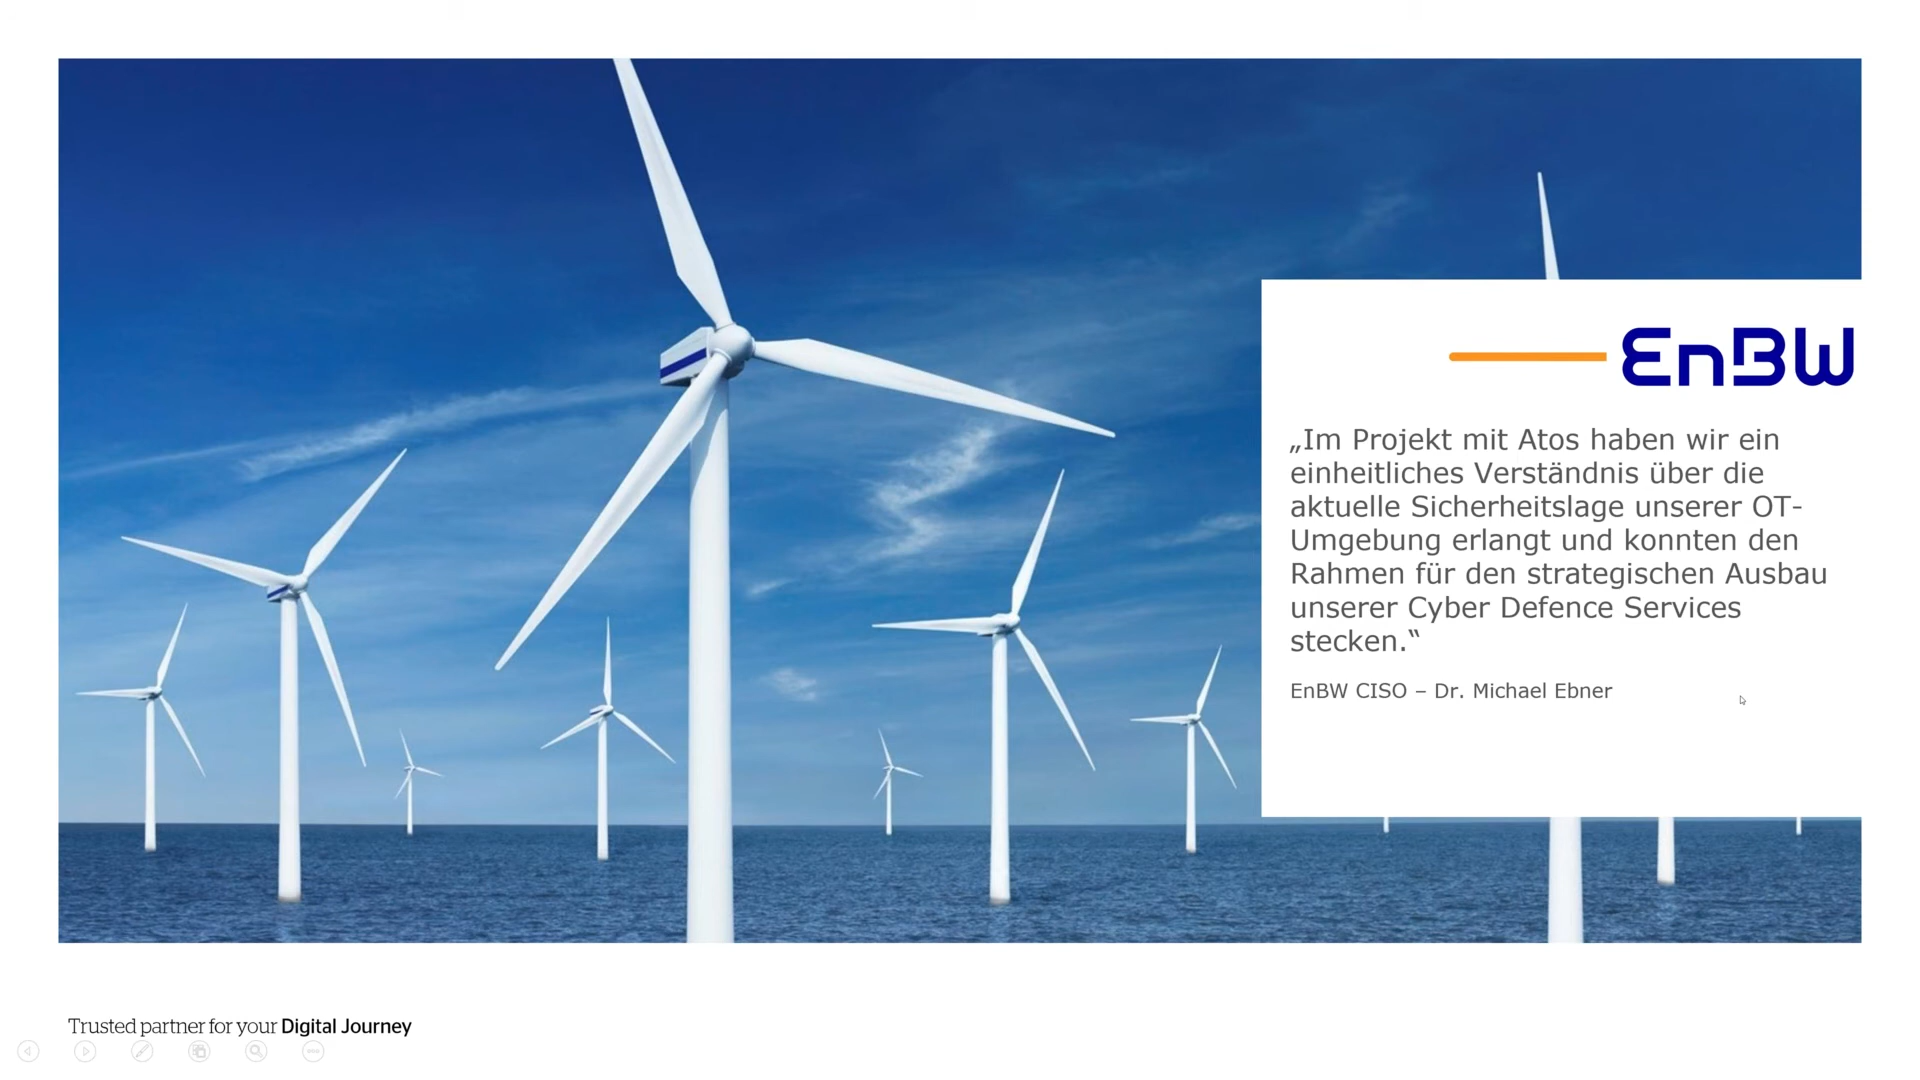 EnBW
„Im Projekt mit Atos haben wir ein
einheitliches Verständnis über die
aktuelle Sicherheitslage unserer OT-
Umgebung erlangt und konnten den
Rahmen für den strategischen Ausbau
unserer Cyber Defence Services
stecken.“
EnBW CISO – Dr. Michael Ebner
Trusted partner for your Digital Journey